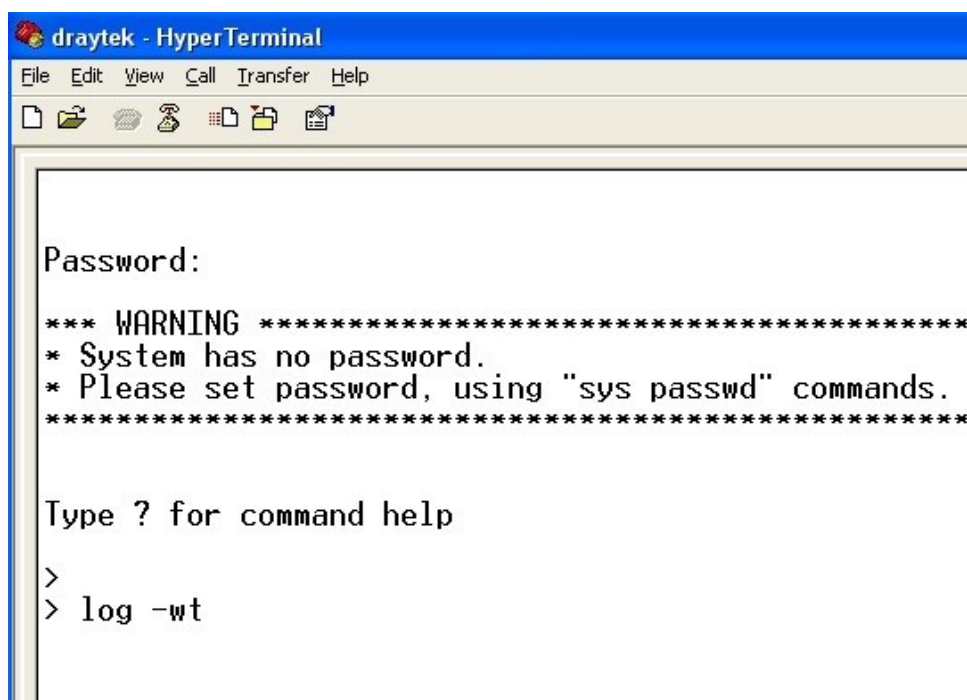 draytek - HyperTerminal
File Edit View Call Transfer Help
Password:
*** WARNING ****************************************
* System has no password.
* Please set password, using "sys passwd" commands.
****************************************************
Type ? for command help
>
> log -wt